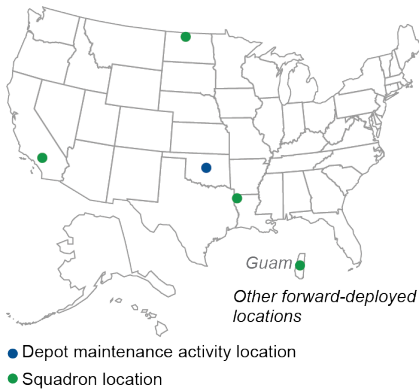 Guam
Other forward-deployed
locations
Depot maintenance activity location
Squadron location